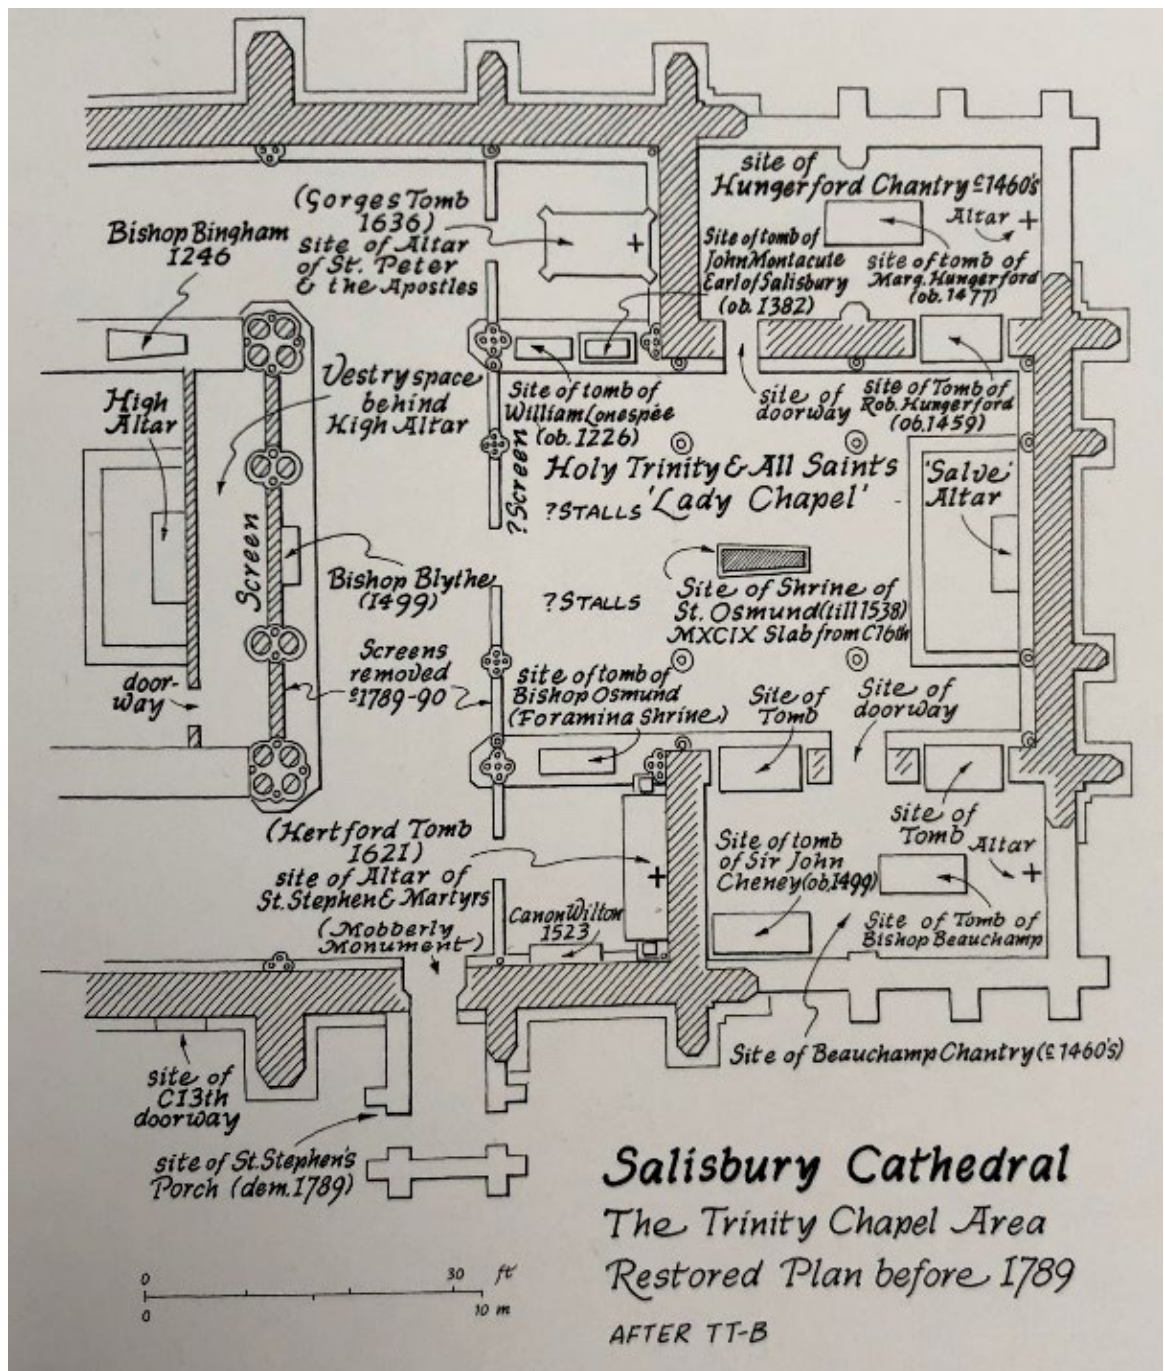 site of
Hungerford Chantry c1460's
Altar +
(Gorges Tomb
1636)
site of Altar
of St. Peter
& the Apostles
Bishop Bingham
1246
Site of tomb of
John Montacute
Earl of Salisbury
(ob. 1382)
site of tomb of
Marg. Hungerford
(ob. 1477)
High
Altar
Vestry space
behind
High Altar
Site of tomb of
William Lonespée
(ob. 1226)
site of
doorway
site of Tomb of
Rob. Hungerford
(ob. 1459)
?Screen
Holy Trinity & All Saints
'Lady Chapel'
?STALLS
'Salve'
Altar
Screen
Bishop Blythe
(1499)
?STALLS
Site of Shrine of
St. Osmund (till 1538)
MXCIX Slab from C16th
Screens
removed
c1789-90
door-
way
site of tomb of
Bishop Osmund
(Foramina Shrine)
Site of
Tomb
Site of
doorway
(Hertford Tomb
1621)
site of Altar of
St. Stephen & Martyrs
(Mobberly
Monument)
Canon Wilton
1523
Site of tomb
of Sir John
Cheney (ob. 1499)
site of
Tomb
Altar
+
Site of Tomb of
Bishop Beauchamp
Site of Beauchamp Chantry (c 1460's)
site of
C13th
doorway
site of St. Stephen's
Porch (dem. 1789)
Salisbury Cathedral
The Trinity Chapel Area
Restored Plan before 1789
AFTER TT-B
0 30 ft
0 10 m